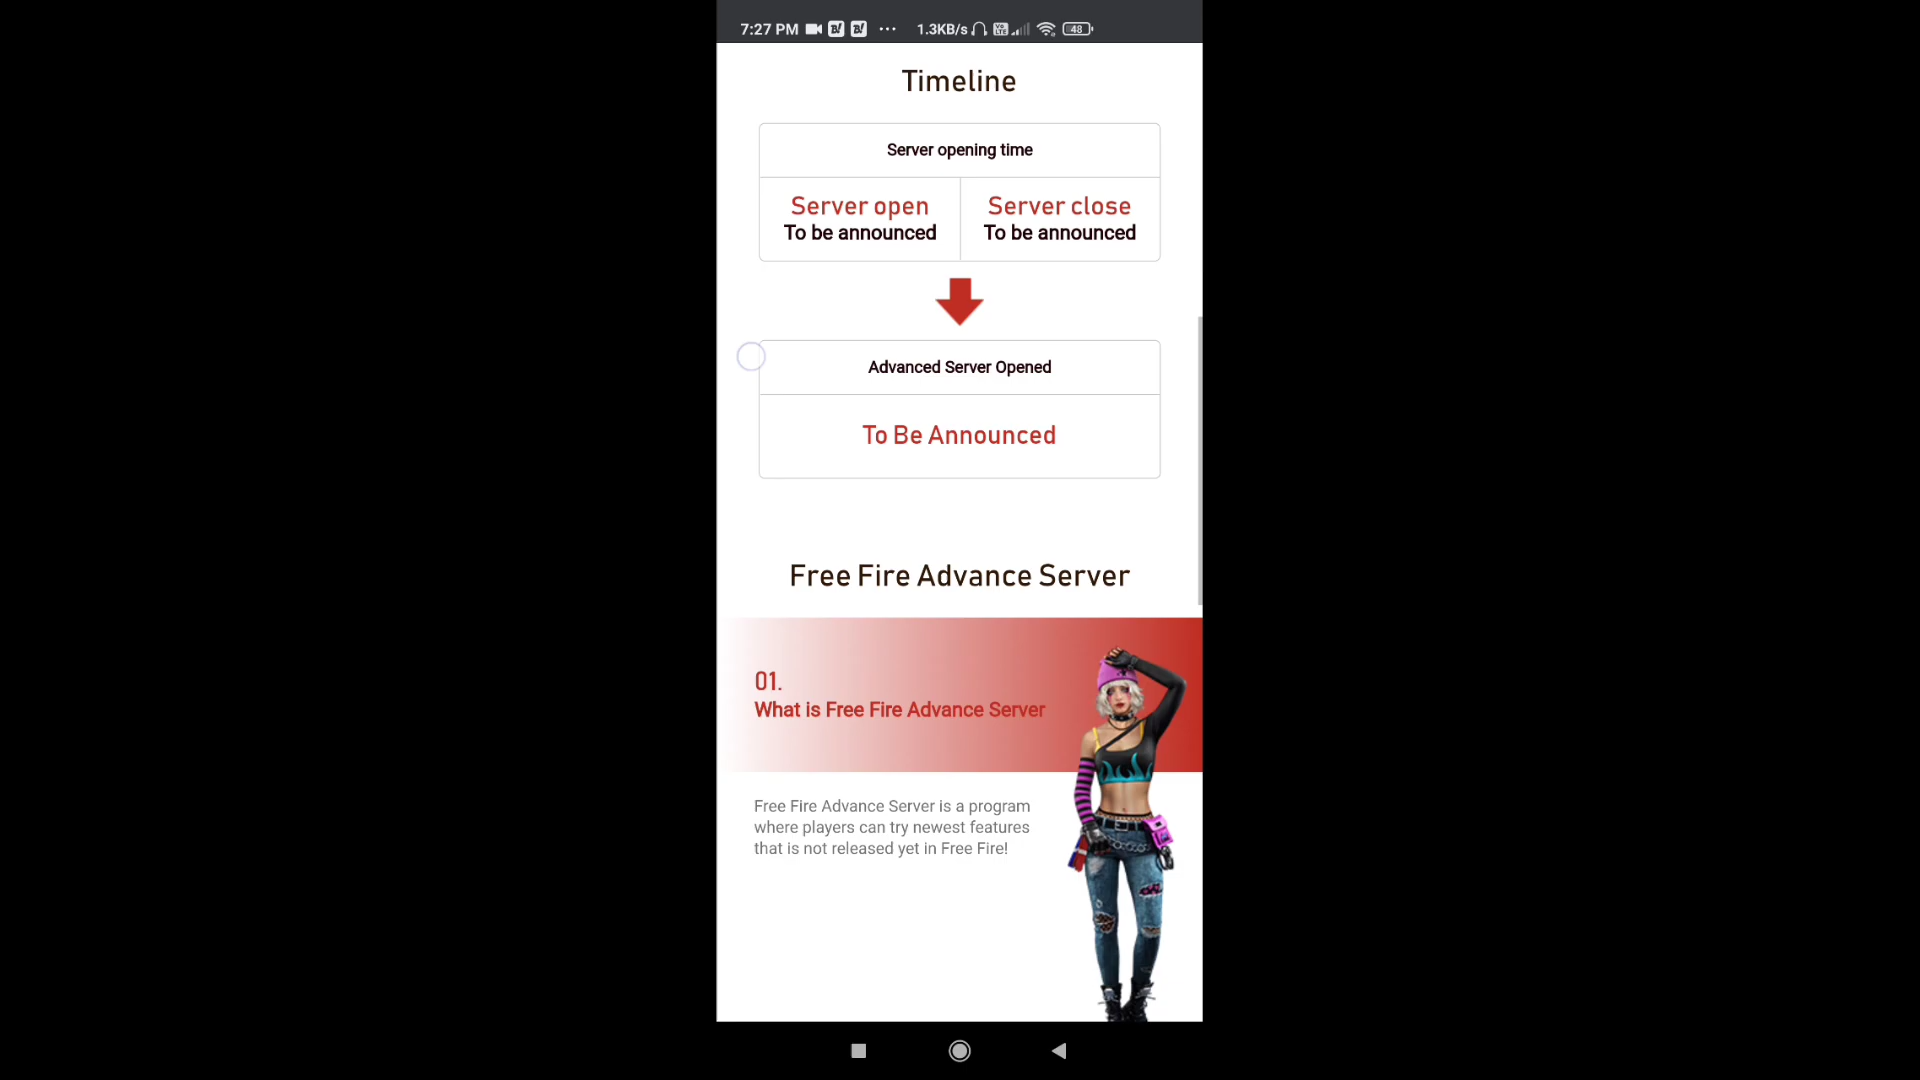 7:27 PM B! B! ... 1.3KB/s Vo LTE 48
Timeline
Server opening time
Server open Server close
To be announced To be announced
Advanced Server Opened
To Be Announced
Free Fire Advance Server
01.
What is Free Fire Advance Server
Free Fire Advance Server is a program
where players can try newest features
that is not released yet in Free Fire!